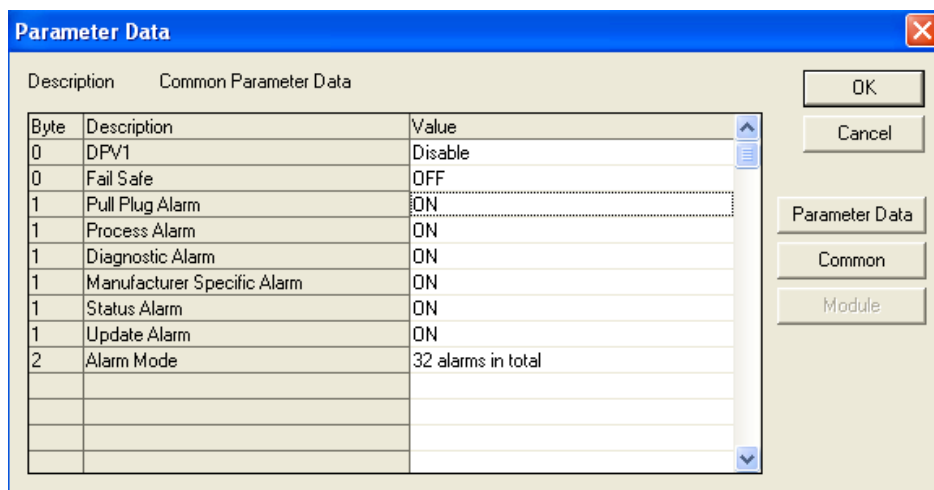 Parameter Data
Description Common Parameter Data
OK
Cancel
Byte Description Value
0 DPV1 Disable
0 Fail Safe OFF
1 Pull Plug Alarm ON
1 Process Alarm ON
1 Diagnostic Alarm ON
1 Manufacturer Specific Alarm ON
1 Status Alarm ON
1 Update Alarm ON
2 Alarm Mode 32 alarms in total
Parameter Data
Common
Module